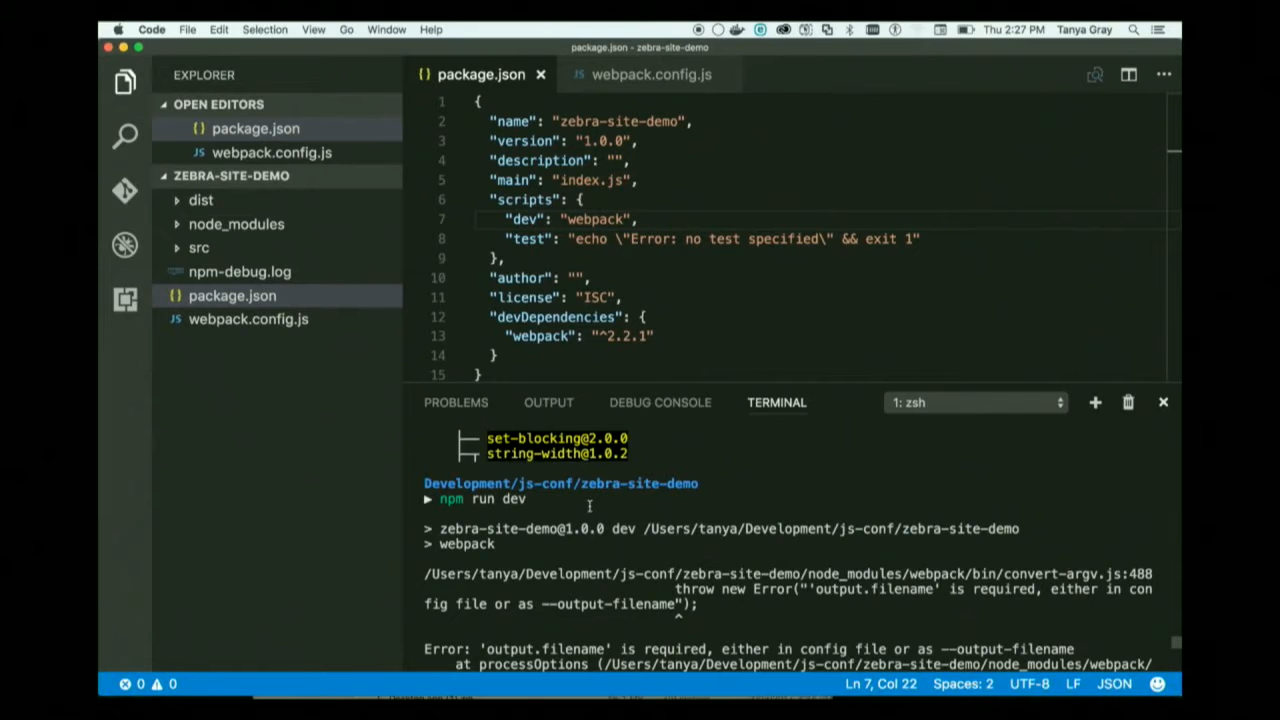 Code File Edit Selection View Go Window Help Thu 2:27 PM Tanya Gray
package.json - zebra-site-demo
EXPLORER
OPEN EDITORS
{} package.json
JS webpack.config.js
ZEBRA-SITE-DEMO
dist
node_modules
src
npm-debug.log
{} package.json
JS webpack.config.js
{} package.json × JS webpack.config.js
1 {
2 "name": "zebra-site-demo",
3 "version": "1.0.0",
4 "description": "",
5 "main": "index.js",
6 "scripts": {
7 "dev": "webpack",
8 "test": "echo \"Error: no test specified\" && exit 1"
9 },
10 "author": "",
11 "license": "ISC",
12 "devDependencies": {
13 "webpack": "^2.2.1"
14 }
15 }
PROBLEMS OUTPUT DEBUG CONSOLE TERMINAL 1: zsh
├── set-blocking@2.0.0
└─┬ string-width@1.0.2
Development/js-conf/zebra-site-demo
▶ npm run dev
> zebra-site-demo@1.0.0 dev /Users/tanya/Development/js-conf/zebra-site-demo
> webpack
/Users/tanya/Development/js-conf/zebra-site-demo/node_modules/webpack/bin/convert-argv.js:488
throw new Error("'output.filename' is required, either in con
fig file or as --output-filename");
^
Error: 'output.filename' is required, either in config file or as --output-filename
at processOptions (/Users/tanya/Development/js-conf/zebra-site-demo/node_modules/webpack/
0 0 Ln 7, Col 22 Spaces: 2 UTF-8 LF JSON